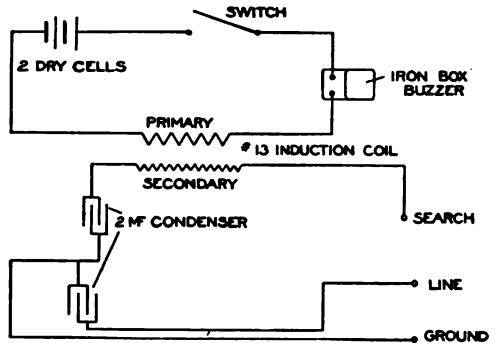 SWITCH
2 DRY CELLS
IRON BOX
BUZZER
PRIMARY
# 13 INDUCTION COIL
SECONDARY
2 MF CONDENSER
SEARCH
LINE
GROUND